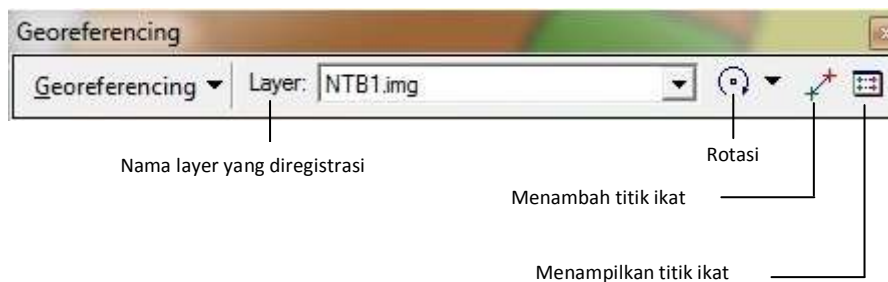 Georeferencing
Georeferencing Layer: NTB1.img
Nama layer yang diregistrasi
Rotasi
Menambah titik ikat
Menampilkan titik ikat